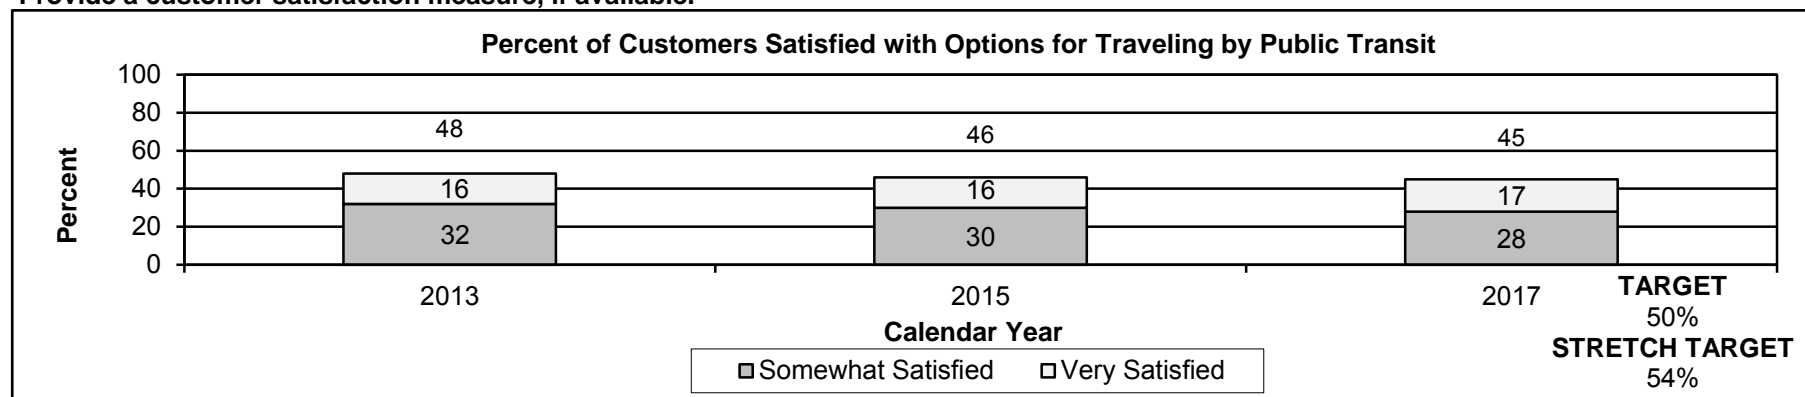 Provide a customer satisfaction measure, if available.
Percent of Customers Satisfied with Options for Traveling by Public Transit
100
80
60
40
20
0
Percent
48
46
45
16
16
17
32
30
28
2013
2015
2017
Calendar Year
TARGET
50%
STRETCH TARGET
54%
Somewhat Satisfied
Very Satisfied